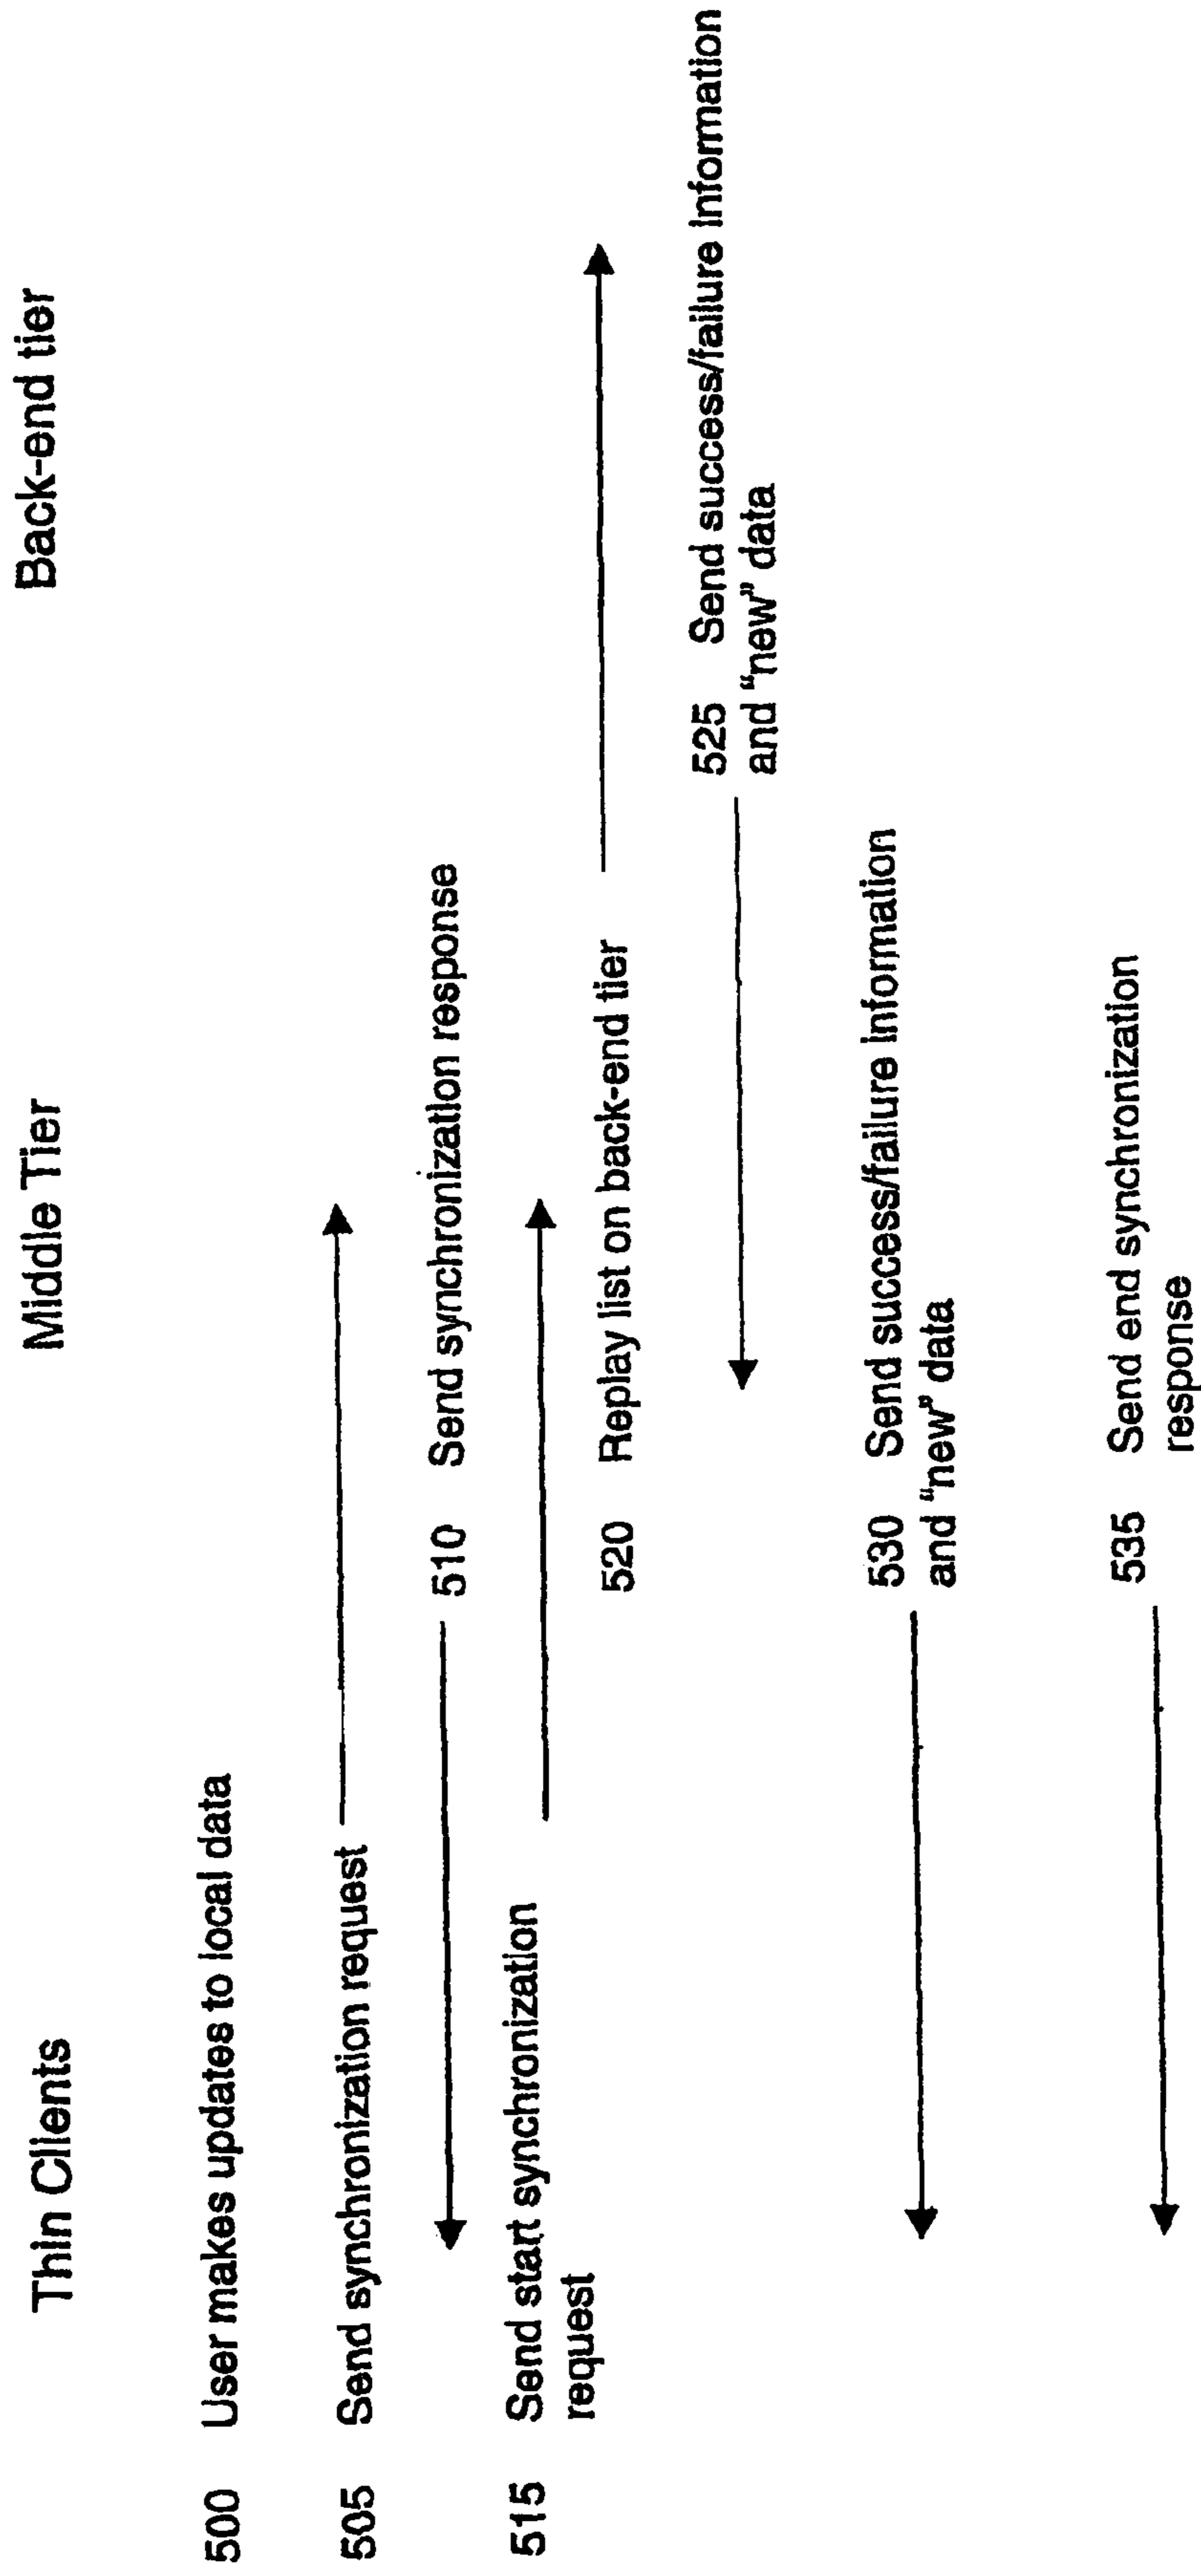 Thin Clients
Middle Tier
Back-end tier
500 User makes updates to local data
505 Send synchronization request
510 Send synchronization response
515 Send start synchronization
request
520 Replay list on back-end tier
525 Send success/failure information
and "new" data
530 Send success/failure information
and "new" data
535 Send end synchronization
response